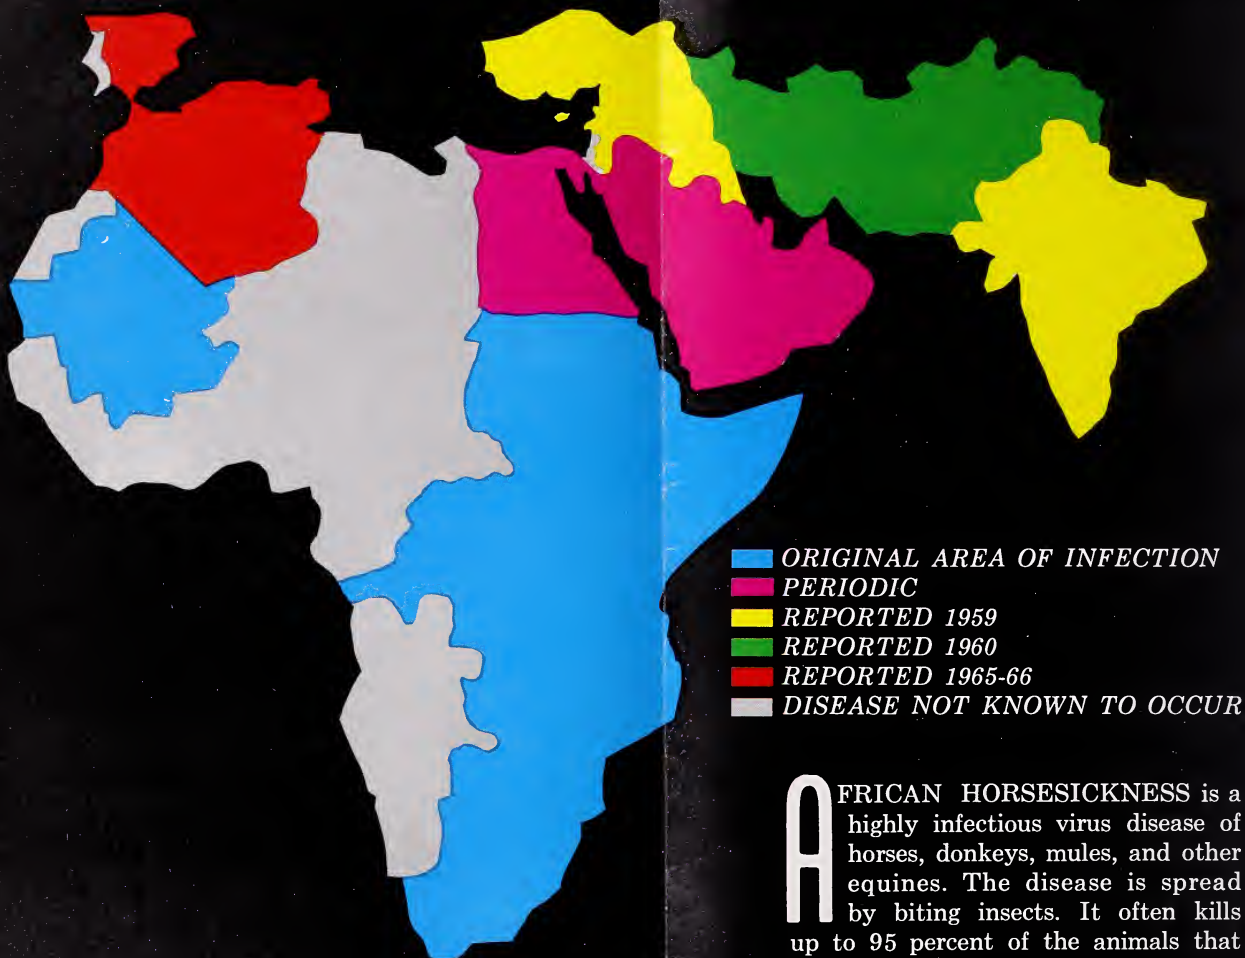 ORIGINAL AREA OF INFECTION
PERIODIC
REPORTED 1959
REPORTED 1960
REPORTED 1965-66
DISEASE NOT KNOWN TO OCCUR
AFRICAN HORSESICKNESS is a
highly infectious virus disease of
horses, donkeys, mules, and other
equines. The disease is spread
by biting insects. It often kills
up to 95 percent of the animals that